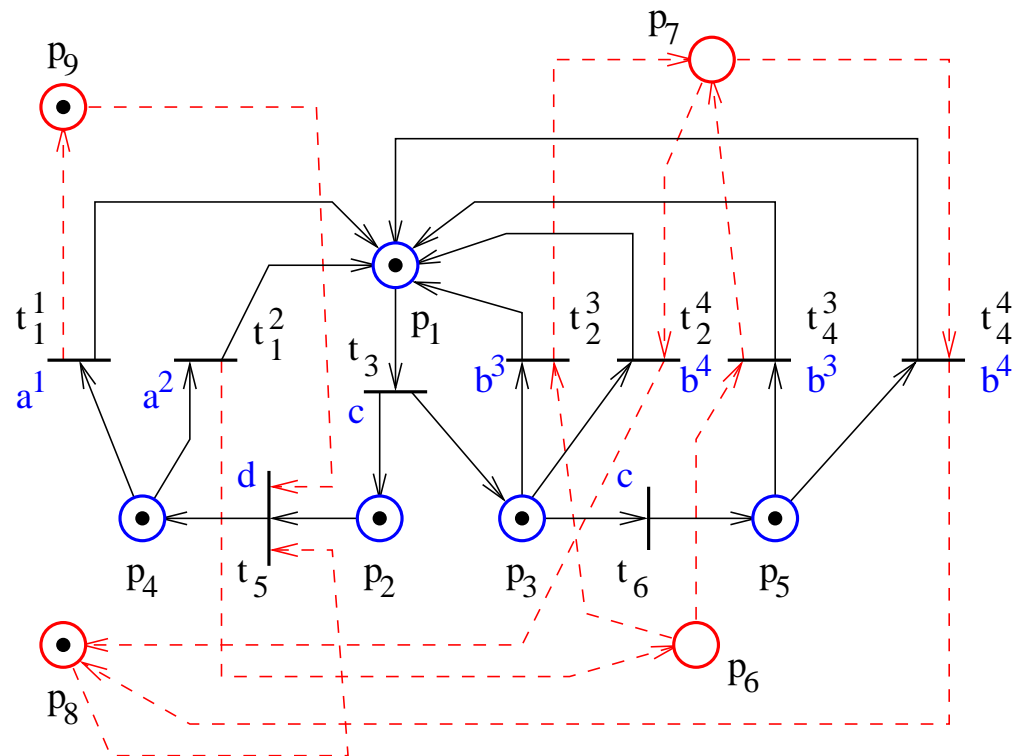 p₇
p₉
t₁¹
t₁²
t₃
p₁
t₂³
t₂⁴
t₄³
t₄⁴
a¹
a²
c
b³
b⁴
b³
b⁴
d
c
p₄
t₅
p₂
p₃
t₆
p₅
p₈
p₆